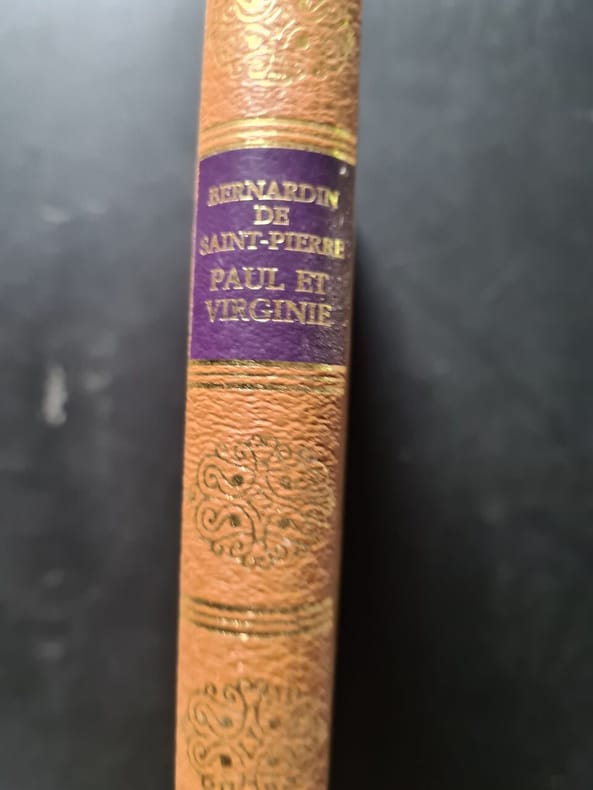 BERNARDIN
DE
SAINT-PIERRE
PAUL ET
VIRGINIE